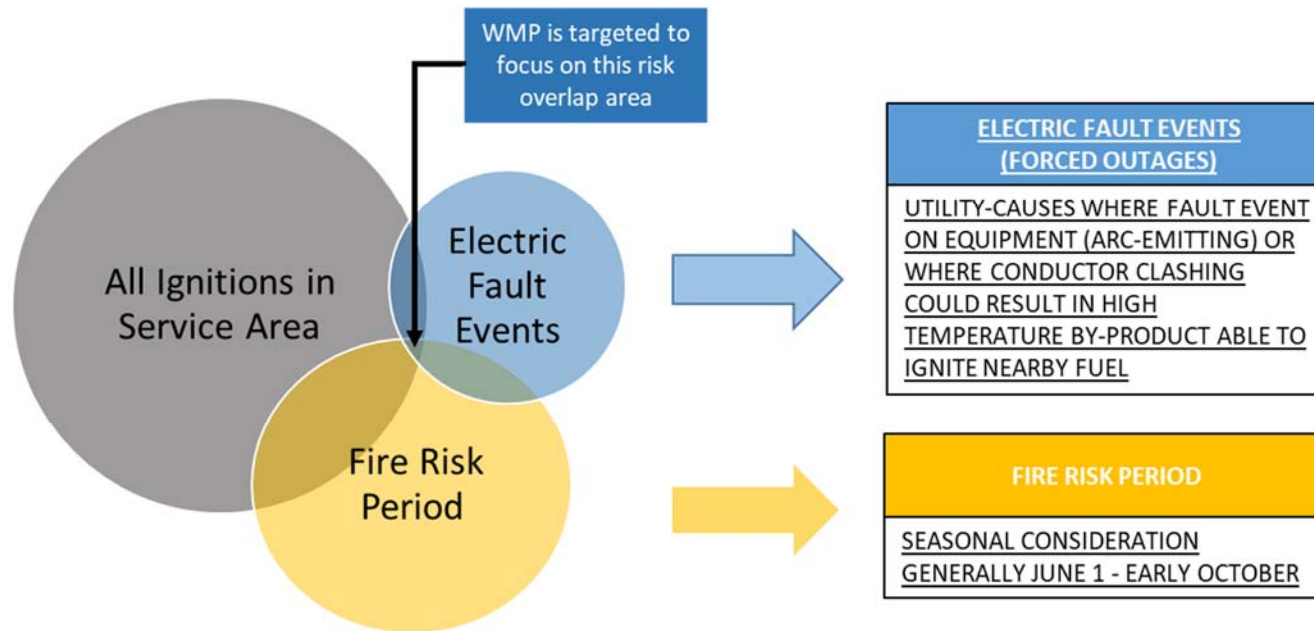 WMP is targeted to
focus on this risk
overlap area
All Ignitions in
Service Area
Electric
Fault
Events
Fire Risk
Period
ELECTRIC FAULT EVENTS
(FORCED OUTAGES)
UTILITY-CAUSES WHERE FAULT EVENT
ON EQUIPMENT (ARC-EMITTING) OR
WHERE CONDUCTOR CLASHING
COULD RESULT IN HIGH
TEMPERATURE BY-PRODUCT ABLE TO
IGNITE NEARBY FUEL
FIRE RISK PERIOD
SEASONAL CONSIDERATION
GENERALLY JUNE 1 - EARLY OCTOBER